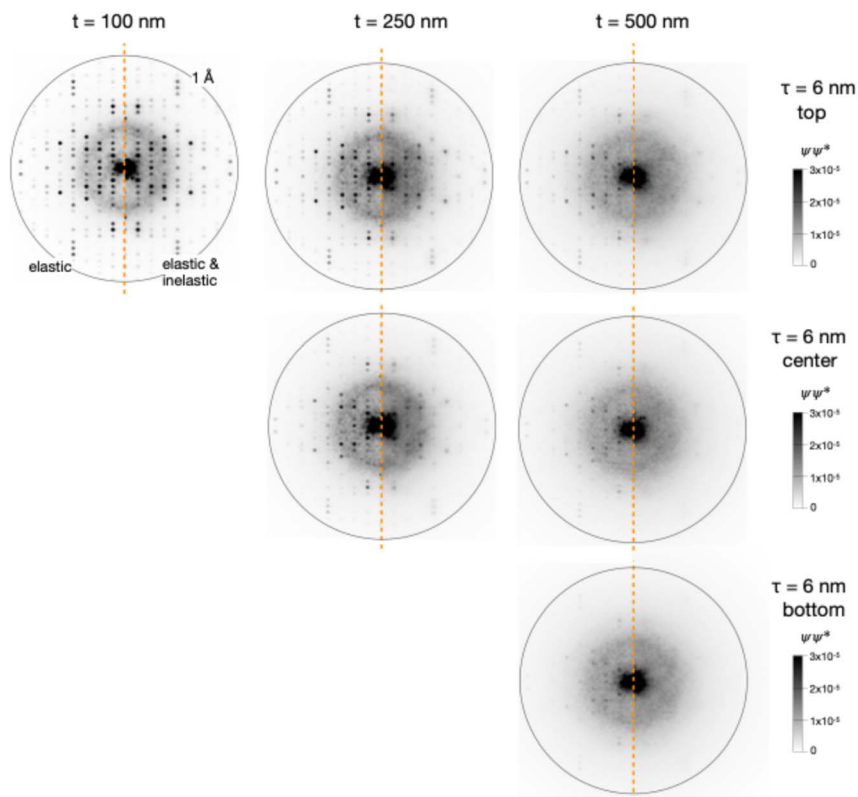 t = 100 nm
t = 250 nm
t = 500 nm
1 Å
elastic
elastic &
inelastic
τ = 6 nm
top
ψψ*
3x10⁻⁵
2x10⁻⁵
1x10⁻⁵
0
τ = 6 nm
center
ψψ*
3x10⁻⁵
2x10⁻⁵
1x10⁻⁵
0
τ = 6 nm
bottom
ψψ*
3x10⁻⁵
2x10⁻⁵
1x10⁻⁵
0